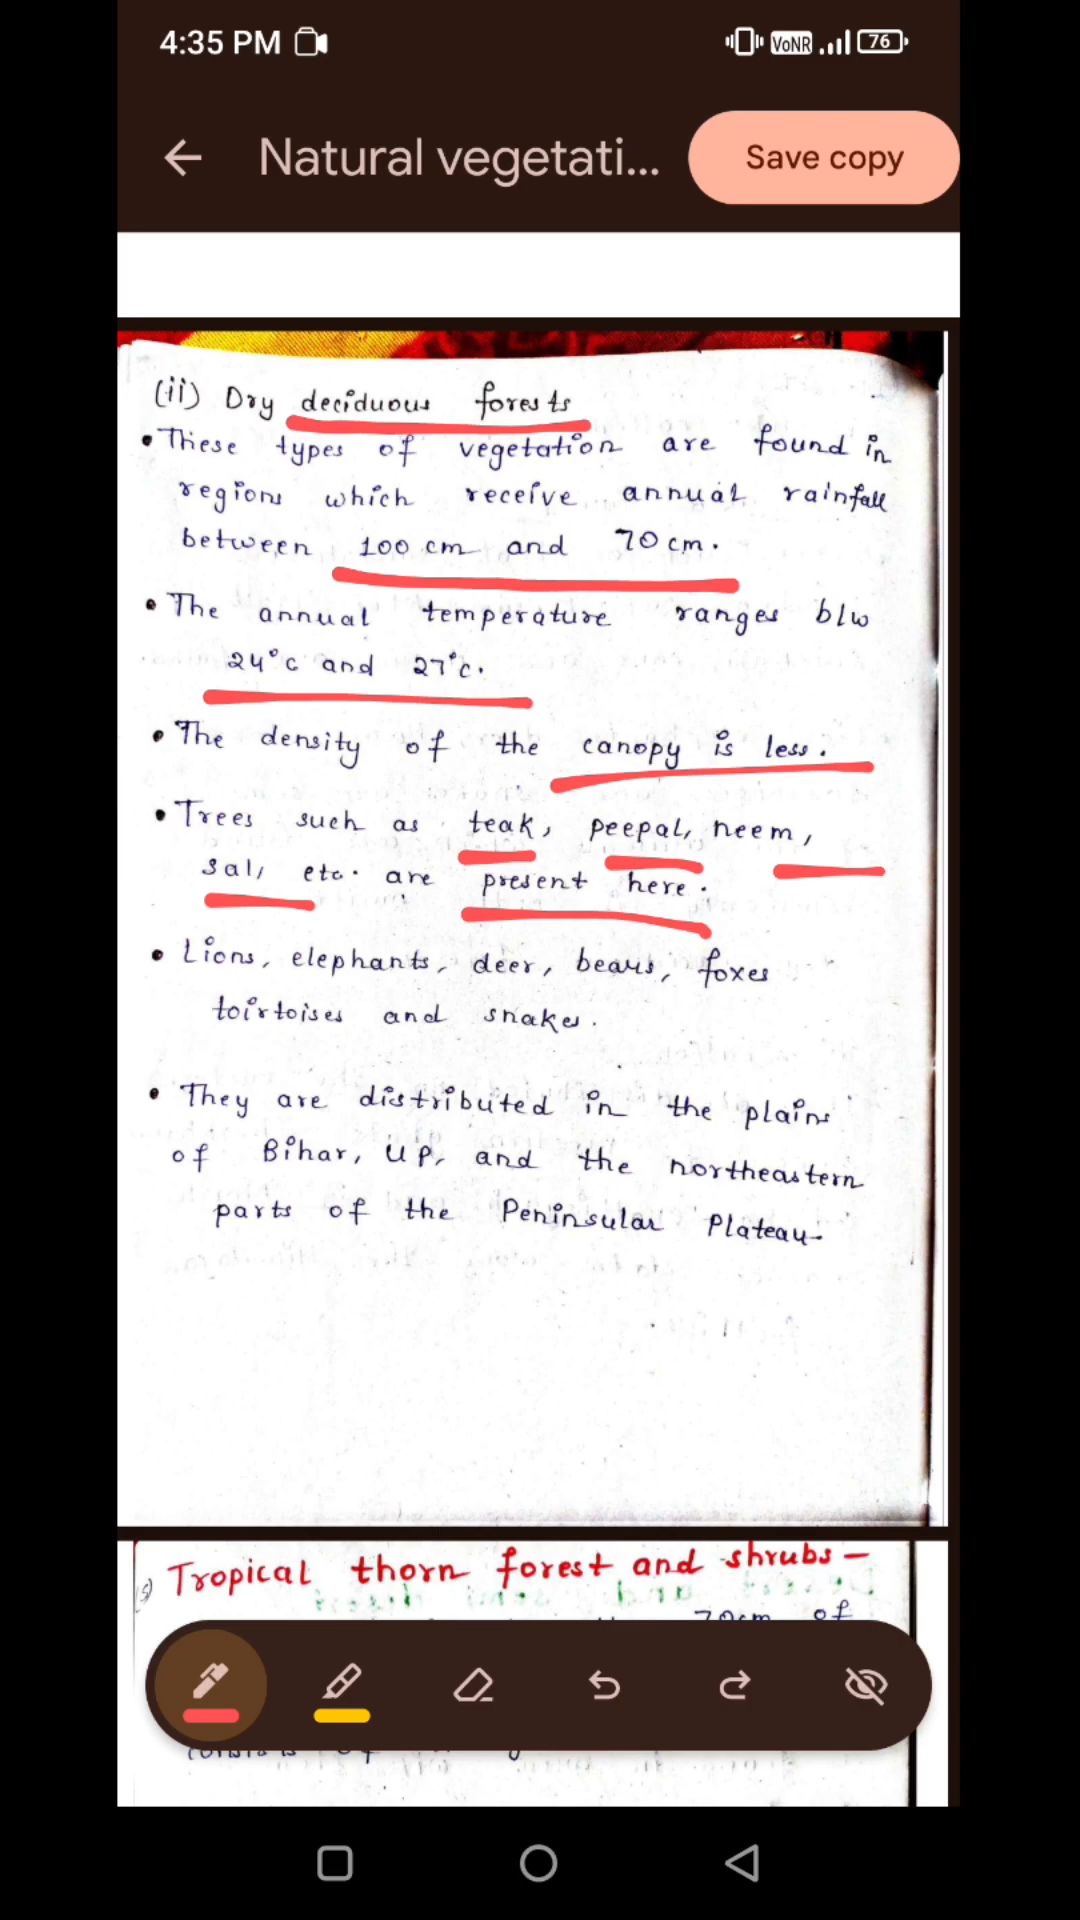 4:35 PM
VoNR
76
Natural vegetati...
Save copy
(ii) Dry deciduous forests
• These types of vegetation are found in
regions which receive annual rainfall
between 100 cm and 70 cm.
• The annual temperature ranges b/w
24°c and 27°c.
• The density of the canopy is less.
• Trees such as teak, peepal, neem,
sal, etc. are present here.
• Lions, elephants, deer, bears, foxes
toirtoises and snakes.
• They are distributed in the plains
of Bihar, UP, and the northeastern
parts of the Peninsular Plateau-
Tropical thorn forest and shrubs -
70cm of